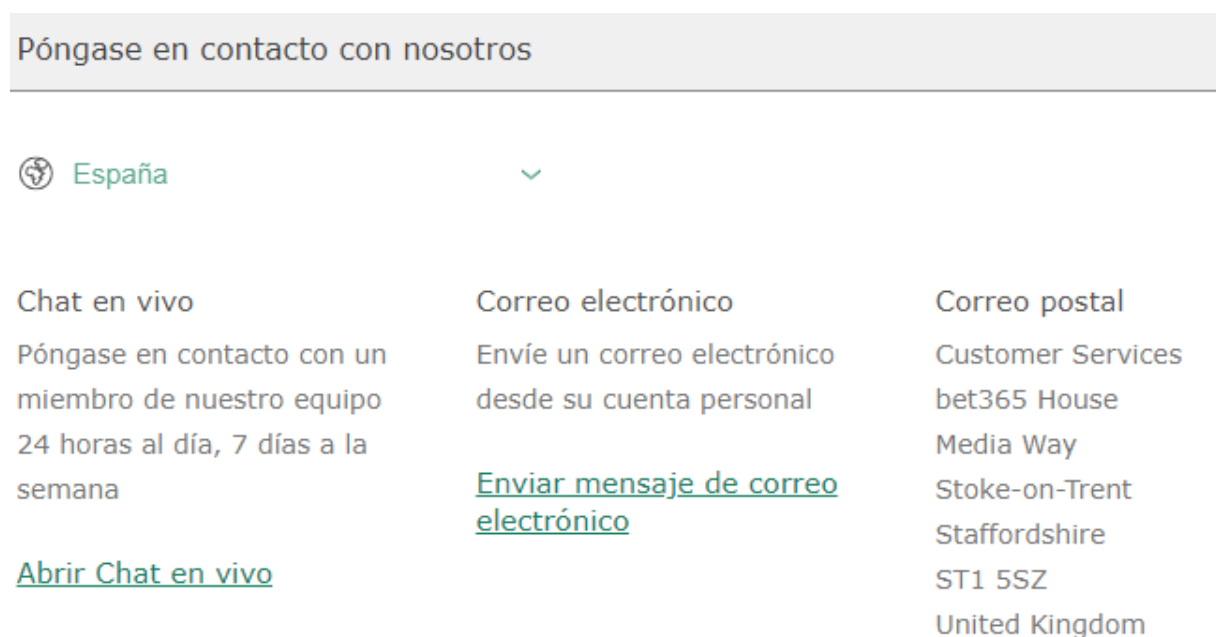 Póngase en contacto con nosotros
España
Chat en vivo
Póngase en contacto con un
miembro de nuestro equipo
24 horas al día, 7 días a la
semana
Abrir Chat en vivo
Correo electrónico
Envíe un correo electrónico
desde su cuenta personal
Enviar mensaje de correo
electrónico
Correo postal
Customer Services
bet365 House
Media Way
Stoke-on-Trent
Staffordshire
ST1 5SZ
United Kingdom